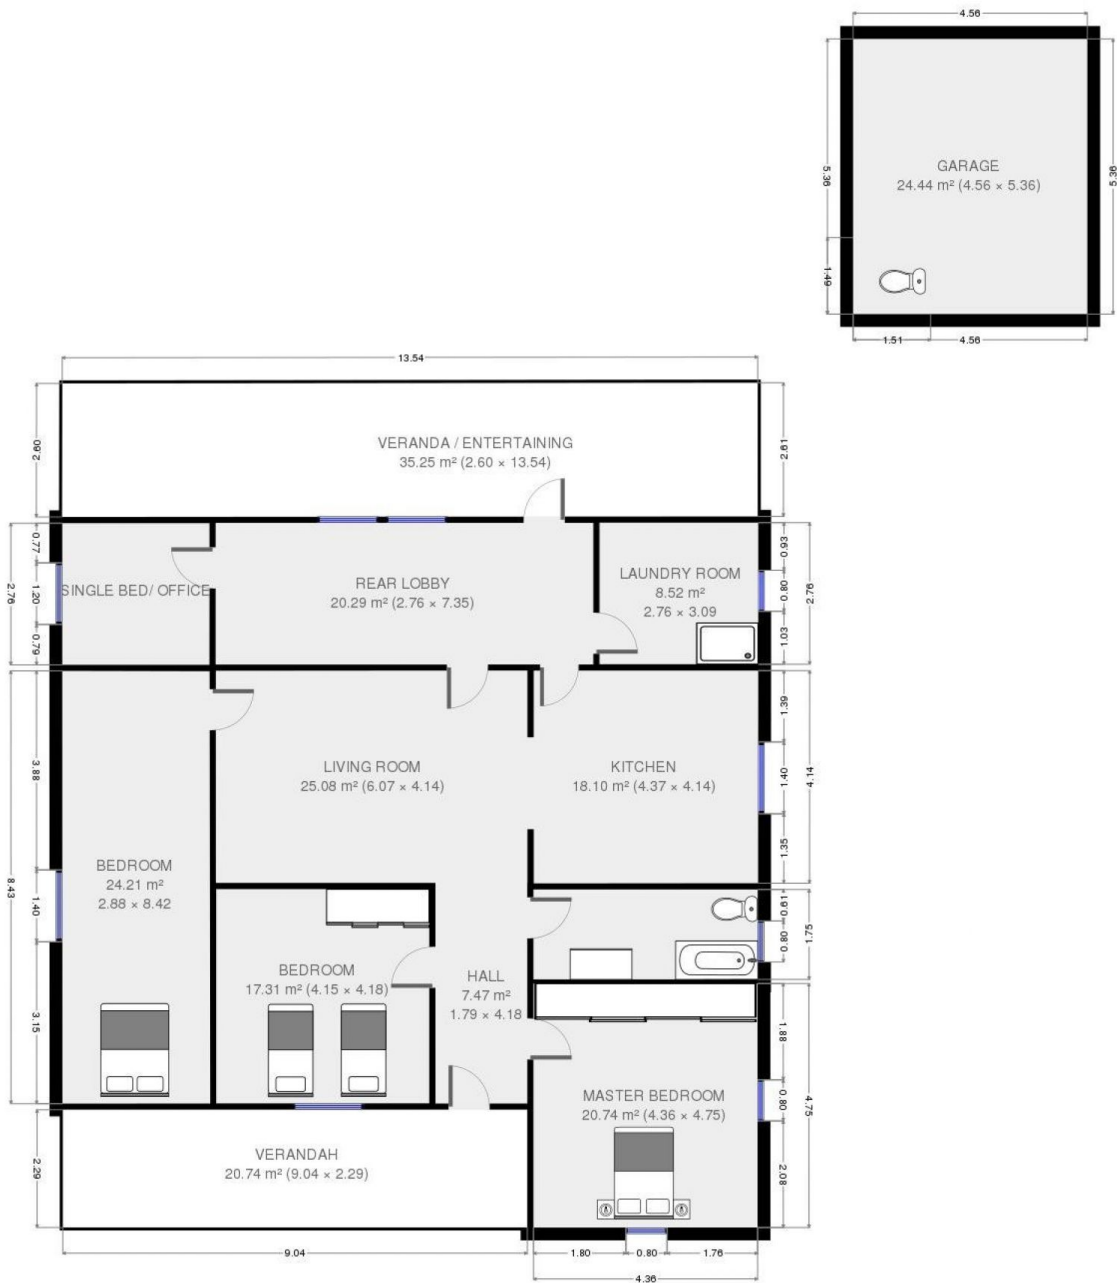 4.56
GARAGE
24.44 m² (4.56 × 5.36)
5.36
5.36
1.49
1.51
4.56
13.54
VERANDA / ENTERTAINING
35.25 m² (2.60 × 13.54)
2.60
2.61
SINGLE BED/ OFFICE
REAR LOBBY
20.29 m² (2.76 × 7.35)
LAUNDRY ROOM
8.52 m²
2.76 × 3.09
2.76
0.77
1.20
0.79
0.93
0.80
1.03
2.76
LIVING ROOM
25.08 m² (6.07 × 4.14)
KITCHEN
18.10 m² (4.37 × 4.14)
1.39
1.40
1.35
4.14
BEDROOM
24.21 m²
2.88 × 8.42
8.43
3.88
1.40
3.15
BEDROOM
17.31 m² (4.15 × 4.18)
HALL
7.47 m²
1.79 × 4.18
0.61
0.80
1.75
MASTER BEDROOM
20.74 m² (4.36 × 4.75)
1.88
0.80
2.08
4.75
VERANDAH
20.74 m² (9.04 × 2.29)
2.29
9.04
1.80
0.80
1.76
4.36